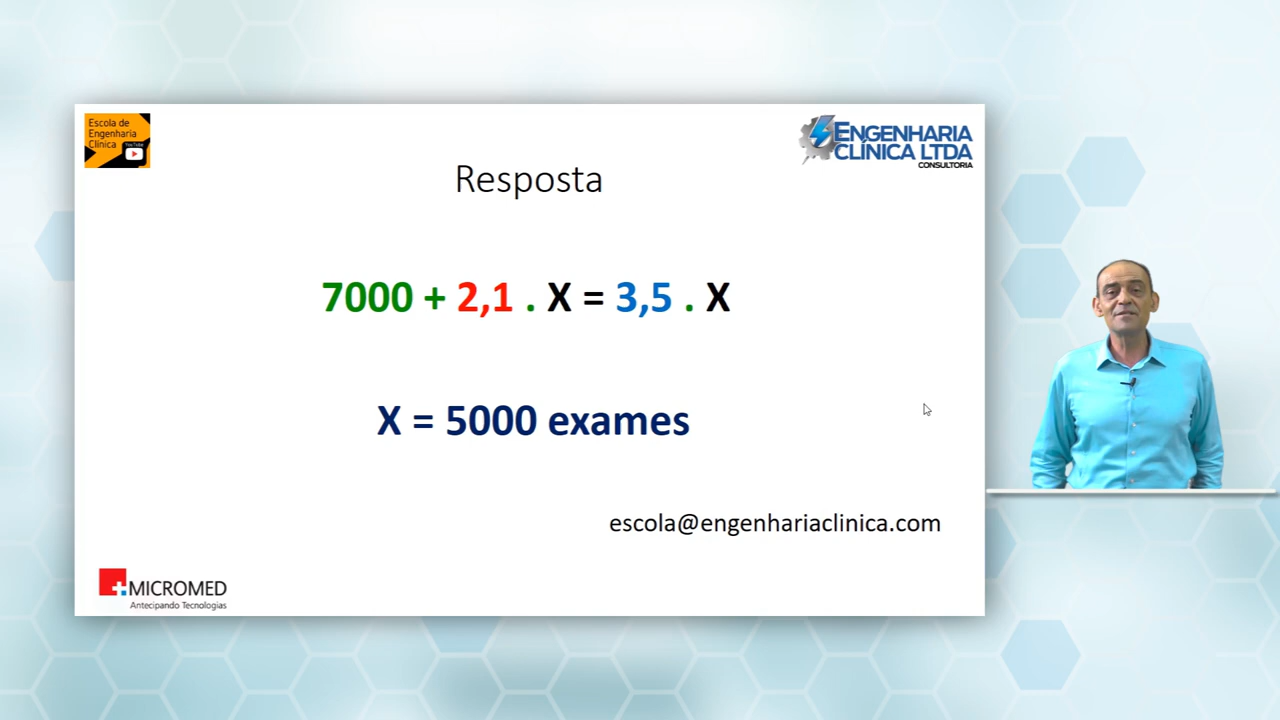 Escola de
Engenharia
Clínica
YouTube
ENGENHARIA
CLÍNICA LTDA
CONSULTORIA
Resposta
7000 + 2,1 . X = 3,5 . X
X = 5000 exames
escola@engenhariaclinica.com
MICROMED
Antecipando Tecnologias